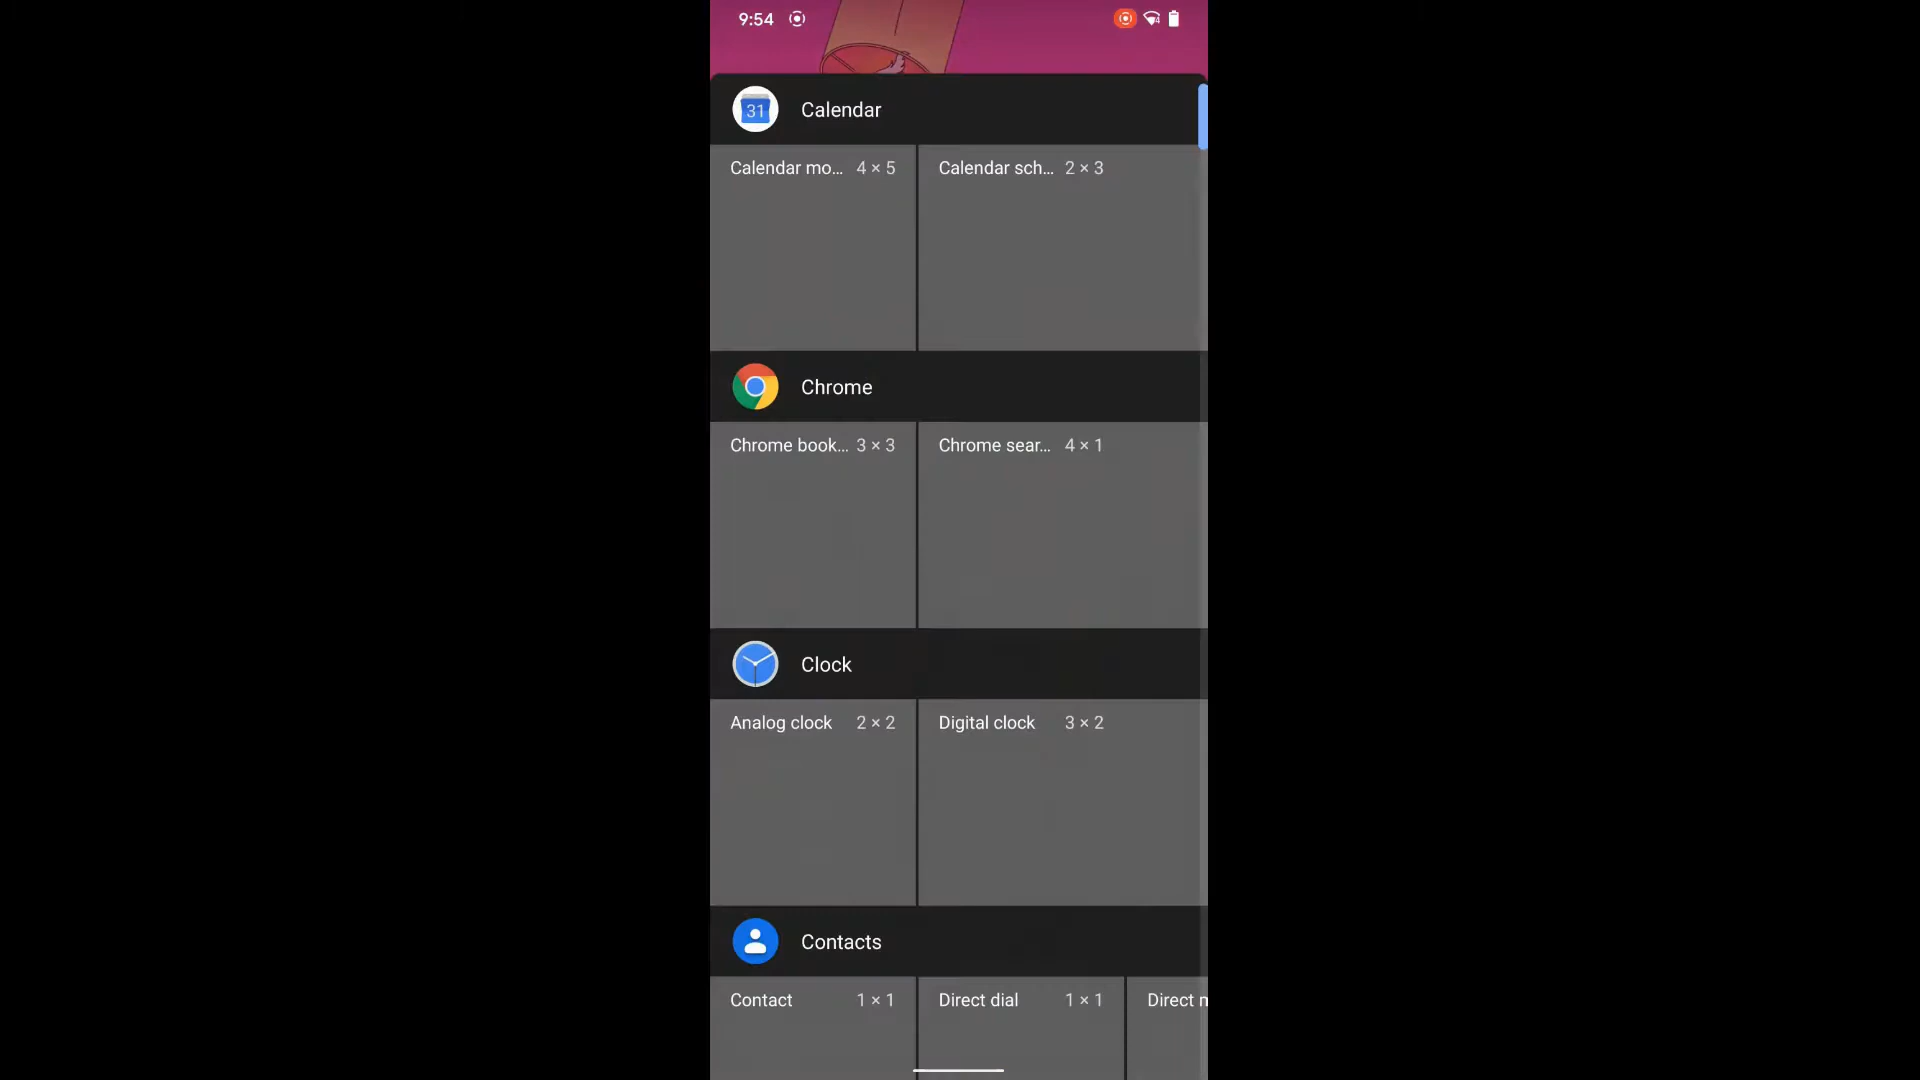 9:54
31 Calendar
Calendar mo... 4 × 5 Calendar sch... 2 × 3
Chrome
Chrome book... 3 × 3 Chrome sear... 4 × 1
Clock
Analog clock 2 × 2 Digital clock 3 × 2
Contacts
Contact 1 × 1 Direct dial 1 × 1 Direct